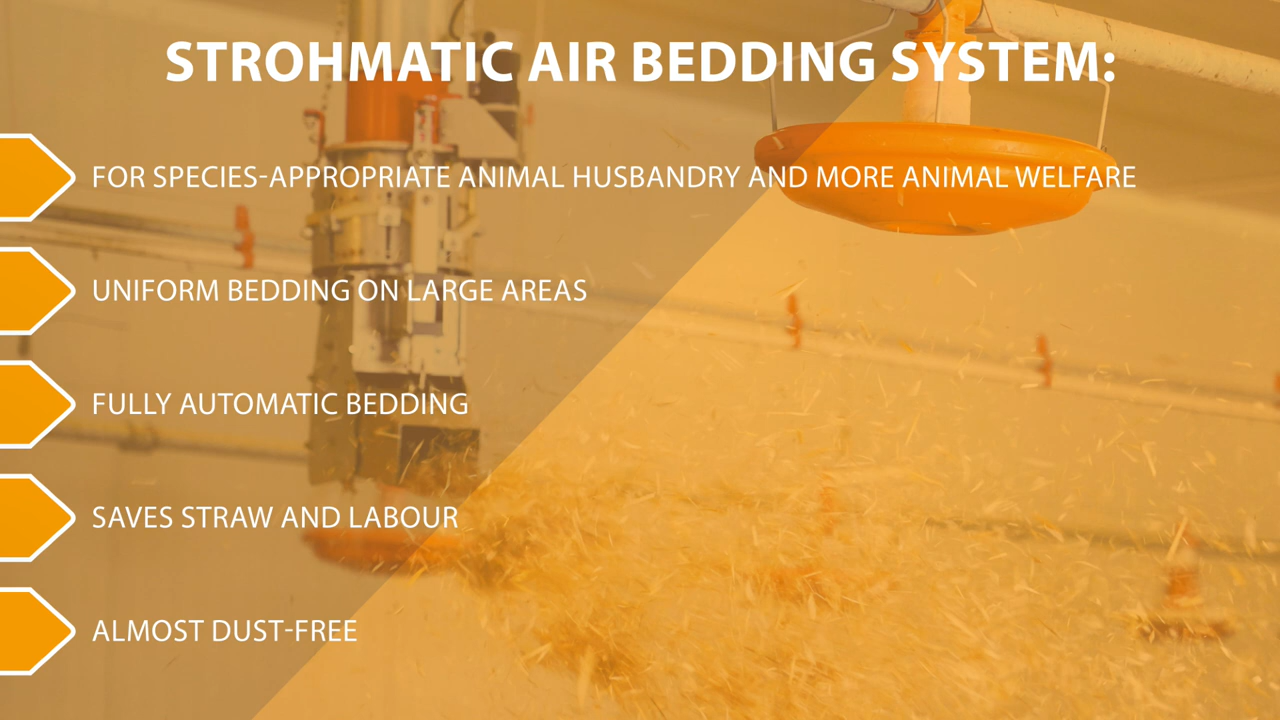 STROHMATIC AIR BEDDING SYSTEM:
FOR SPECIES-APPROPRIATE ANIMAL HUSBANDRY AND MORE ANIMAL WELFARE
UNIFORM BEDDING ON LARGE AREAS
FULLY AUTOMATIC BEDDING
SAVES STRAW AND LABOUR
ALMOST DUST-FREE